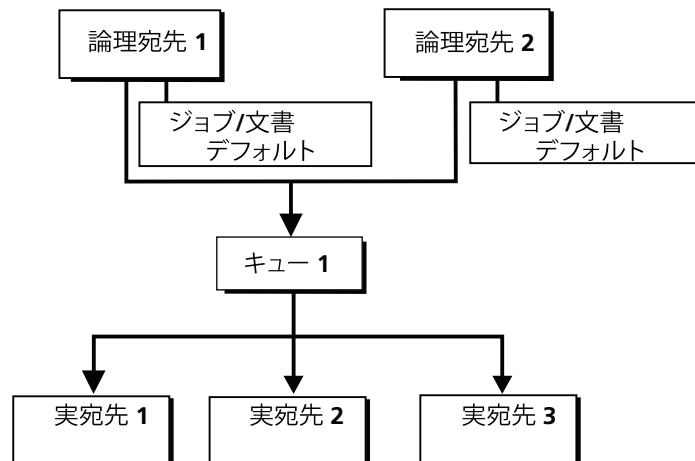 論理宛先 1
論理宛先 2
ジョブ/文書
デフォルト
ジョブ/文書
デフォルト
キュー 1
実宛先 1
実宛先 2
実宛先 3